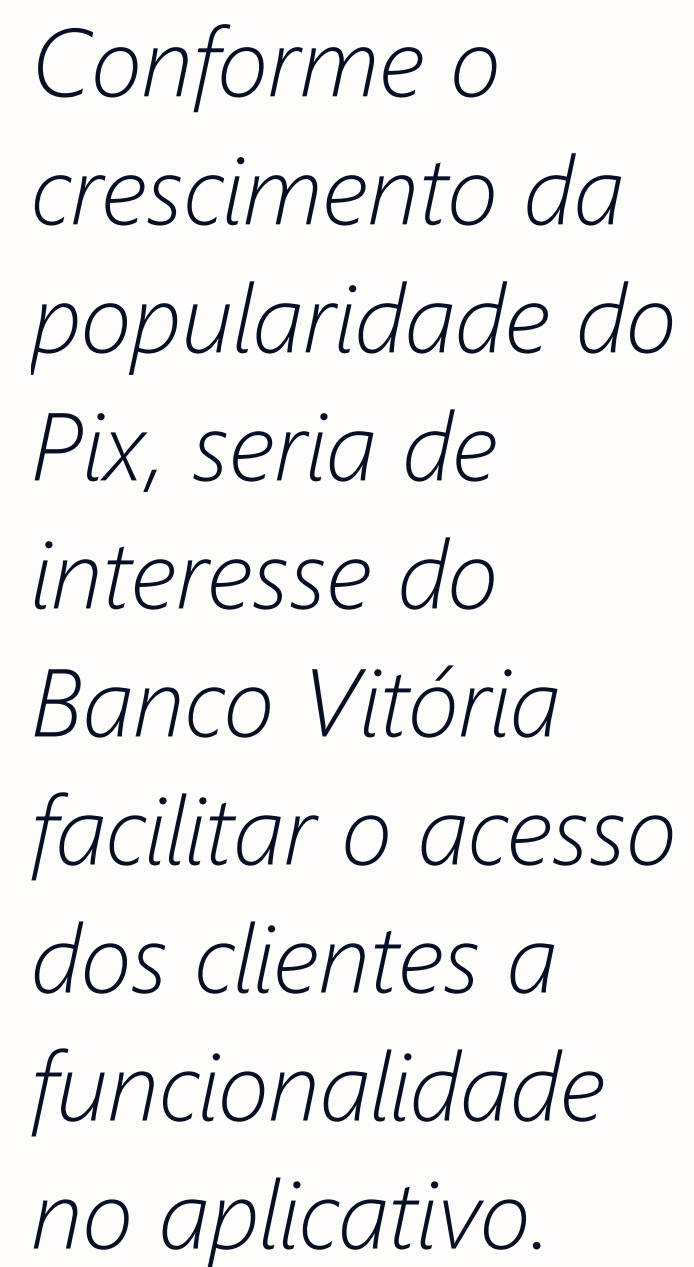 Conforme o
crescimento da
popularidade do
Pix, seria de
interesse do
Banco Vitória
facilitar o acesso
dos clientes a
funcionalidade
no aplicativo.